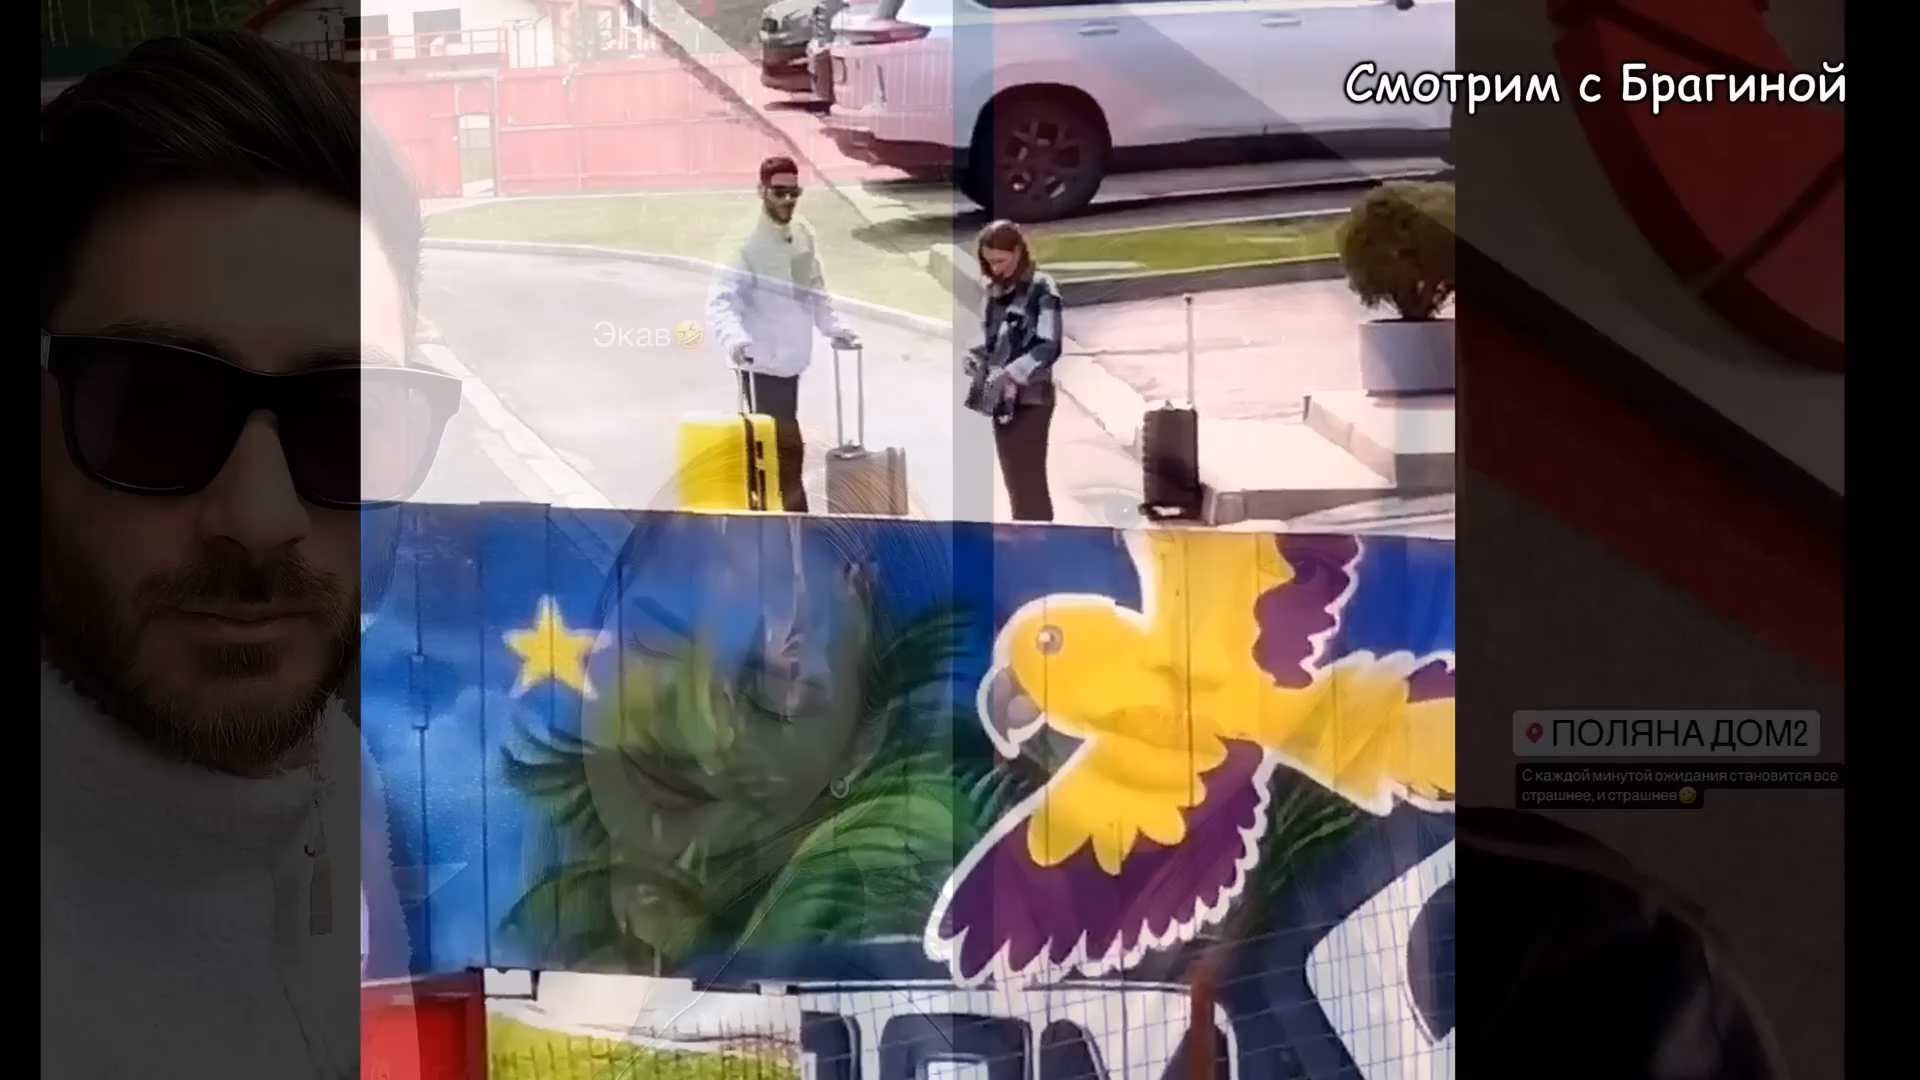 Смотрим с Брагиной
Экав🤣
ПОЛЯНА ДОМ2
С каждой минутой ожидания становится все
страшнее, и страшнее🤣